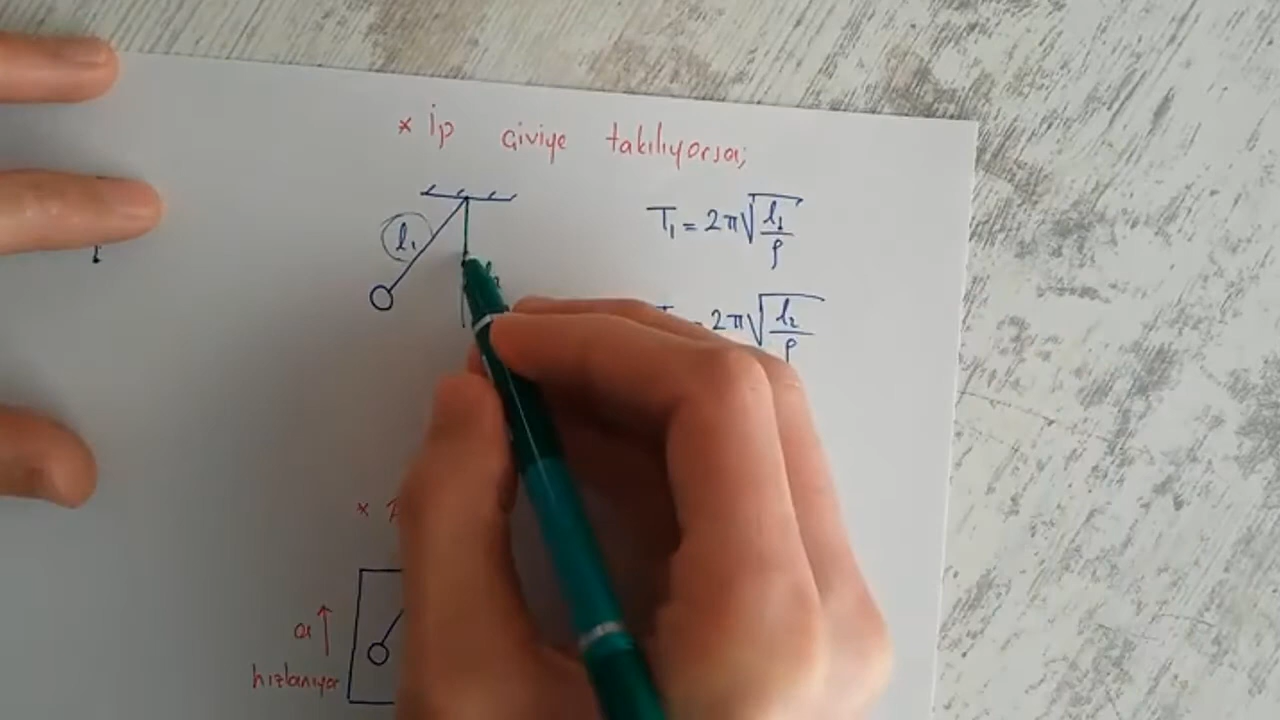 * İp çiviye takılıyorsa;
l₁
T₁ = 2π√(l₁/g)
= 2π√(l₂/g)
*
a ↑
hızlanıyor